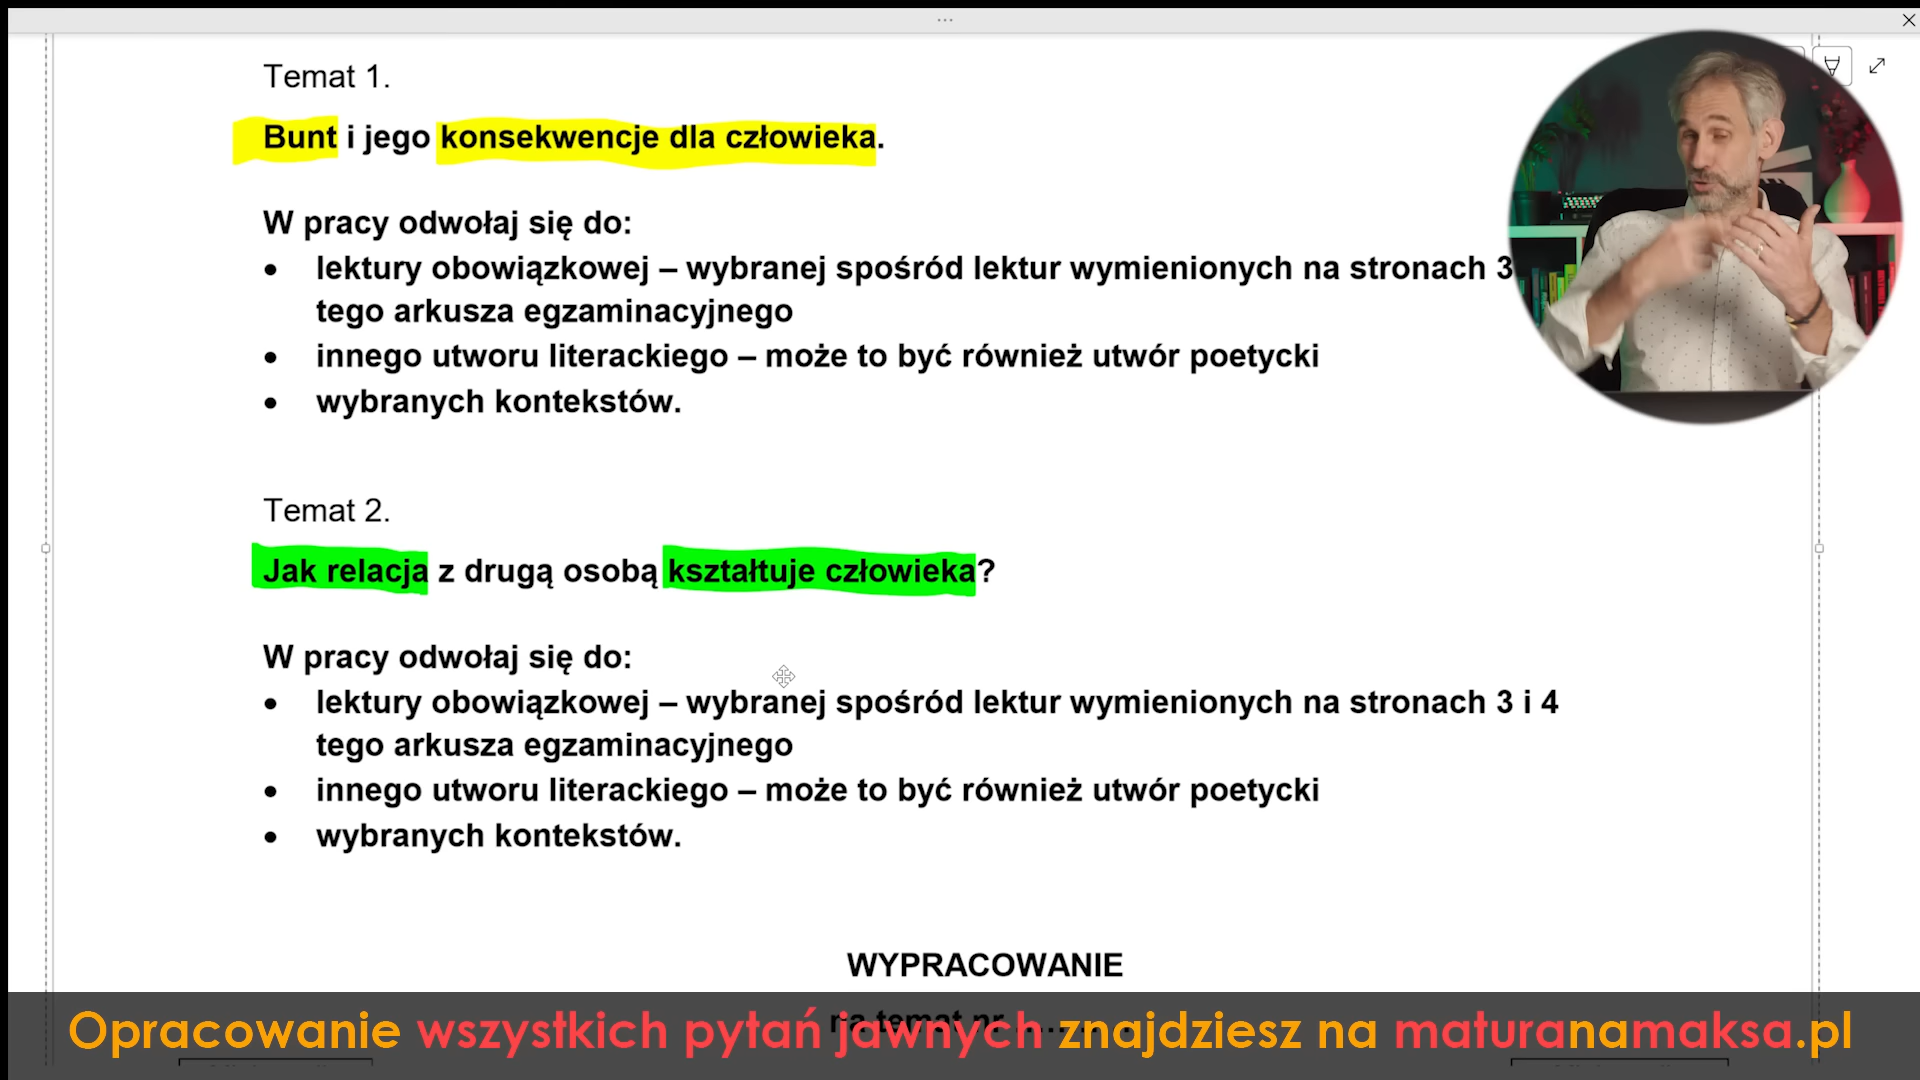 Temat 1.
Bunt i jego konsekwencje dla człowieka.
W pracy odwołaj się do:
• lektury obowiązkowej – wybranej spośród lektur wymienionych na stronach 3
tego arkusza egzaminacyjnego
• innego utworu literackiego – może to być również utwór poetycki
• wybranych kontekstów.
Temat 2.
Jak relacja z drugą osobą kształtuje człowieka?
W pracy odwołaj się do:
• lektury obowiązkowej – wybranej spośród lektur wymienionych na stronach 3 i 4
tego arkusza egzaminacyjnego
• innego utworu literackiego – może to być również utwór poetycki
• wybranych kontekstów.
WYPRACOWANIE
na temat nr
Opracowanie wszystkich pytań jawnych znajdziesz na maturanamaksa.pl